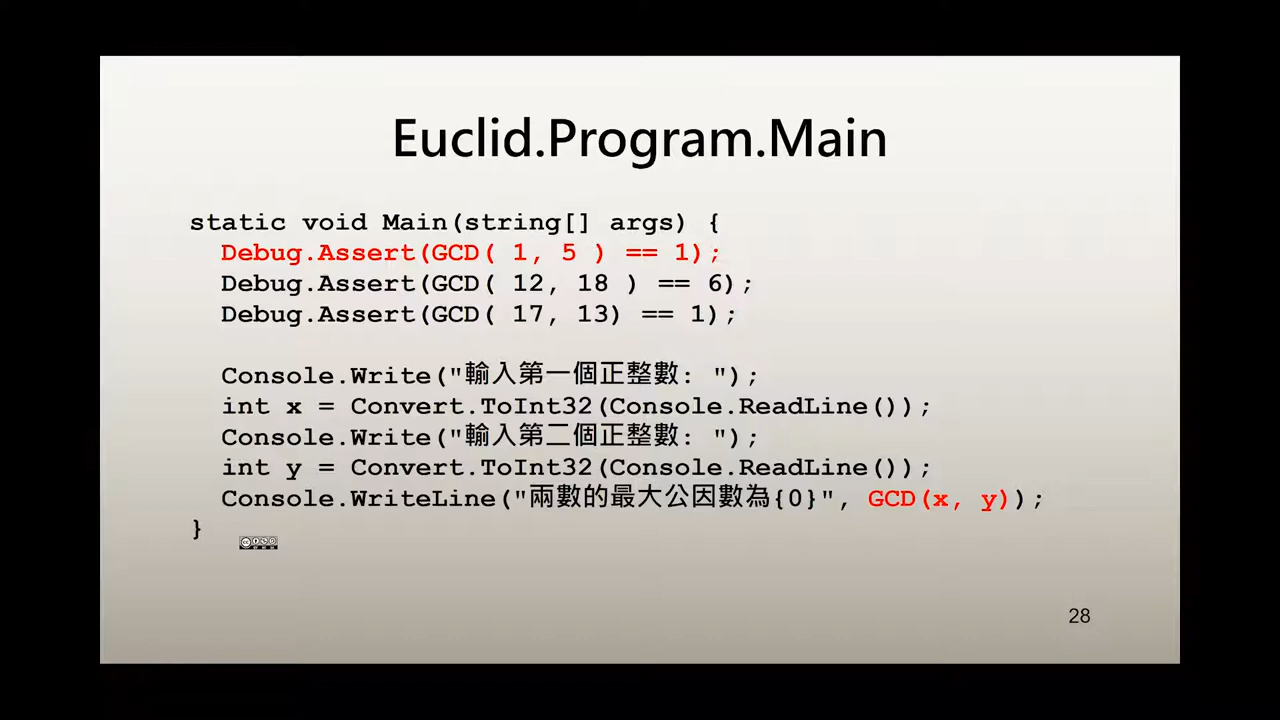 Euclid.Program.Main
static void Main(string[] args) {
Debug.Assert(GCD( 1, 5 ) == 1);
Debug.Assert(GCD( 12, 18 ) == 6);
Debug.Assert(GCD( 17, 13) == 1);
Console.Write("輸入第一個正整數: ");
int x = Convert.ToInt32(Console.ReadLine());
Console.Write("輸入第二個正整數: ");
int y = Convert.ToInt32(Console.ReadLine());
Console.WriteLine("兩數的最大公因數為{0}", GCD(x, y));
}
28